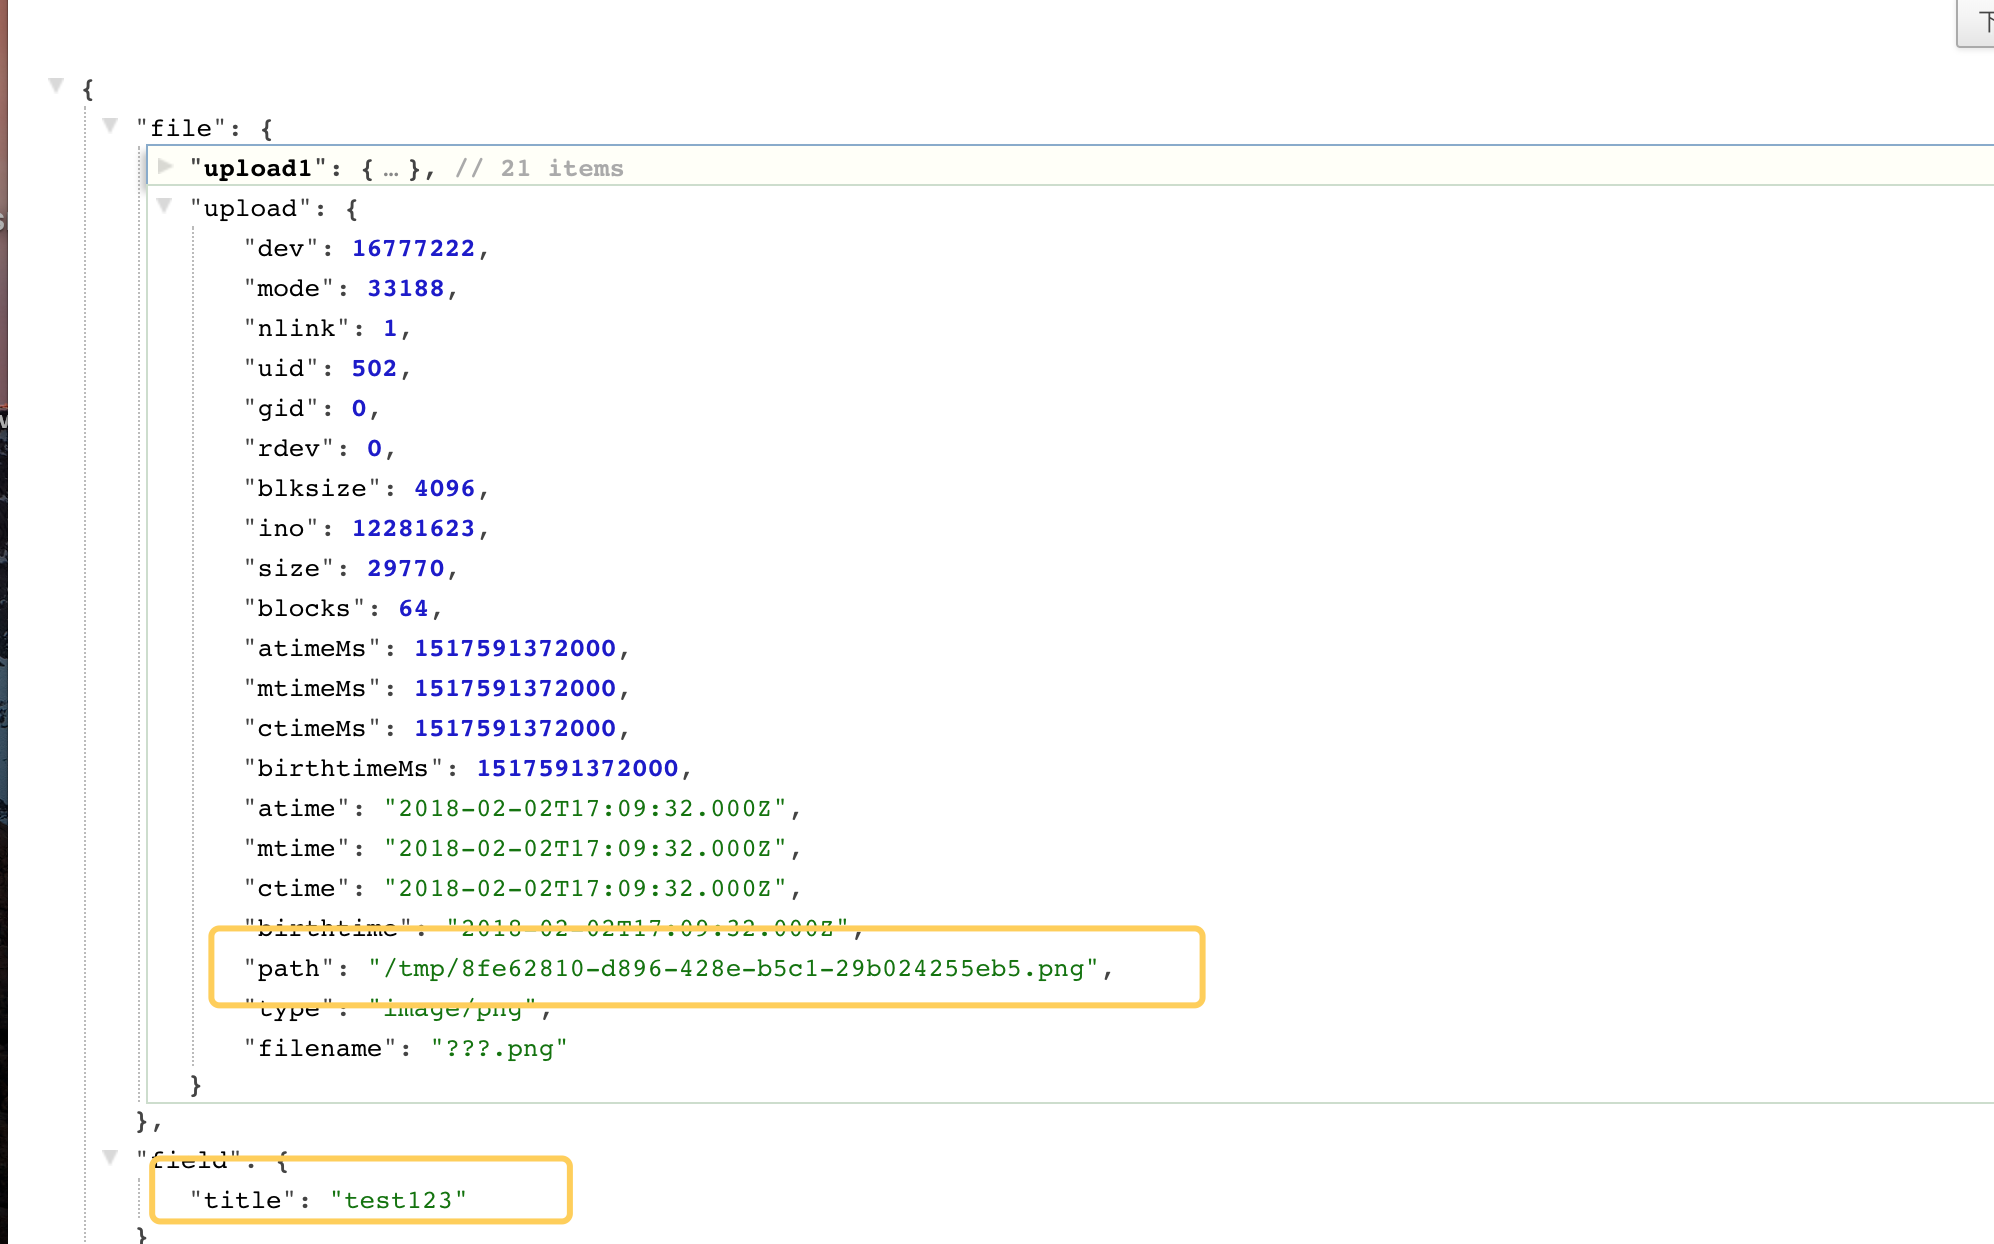 下
{
"file": {
"upload1": { … }, // 21 items
"upload": {
"dev": 16777222,
"mode": 33188,
"nlink": 1,
"uid": 502,
"gid": 0,
"rdev": 0,
"blksize": 4096,
"ino": 12281623,
"size": 29770,
"blocks": 64,
"atimeMs": 1517591372000,
"mtimeMs": 1517591372000,
"ctimeMs": 1517591372000,
"birthtimeMs": 1517591372000,
"atime": "2018-02-02T17:09:32.000Z",
"mtime": "2018-02-02T17:09:32.000Z",
"ctime": "2018-02-02T17:09:32.000Z",
"birthtime": "2018-02-02T17:09:32.000Z",
"path": "/tmp/8fe62810-d896-428e-b5c1-29b024255eb5.png",
"type": "image/png",
"filename": "???.png"
}
},
"field": {
"title": "test123"
}